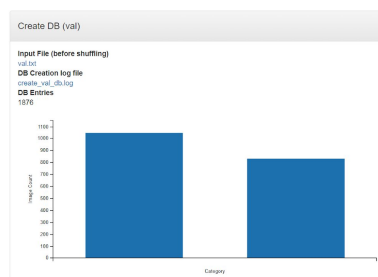 Create DB (val)
Input File (before shuffling)
val.txt
DB Creation log file
create_val_db.log
DB Entries
1876
1100
1000
900
800
700
600
500
400
300
200
100
0
Image Count
Category